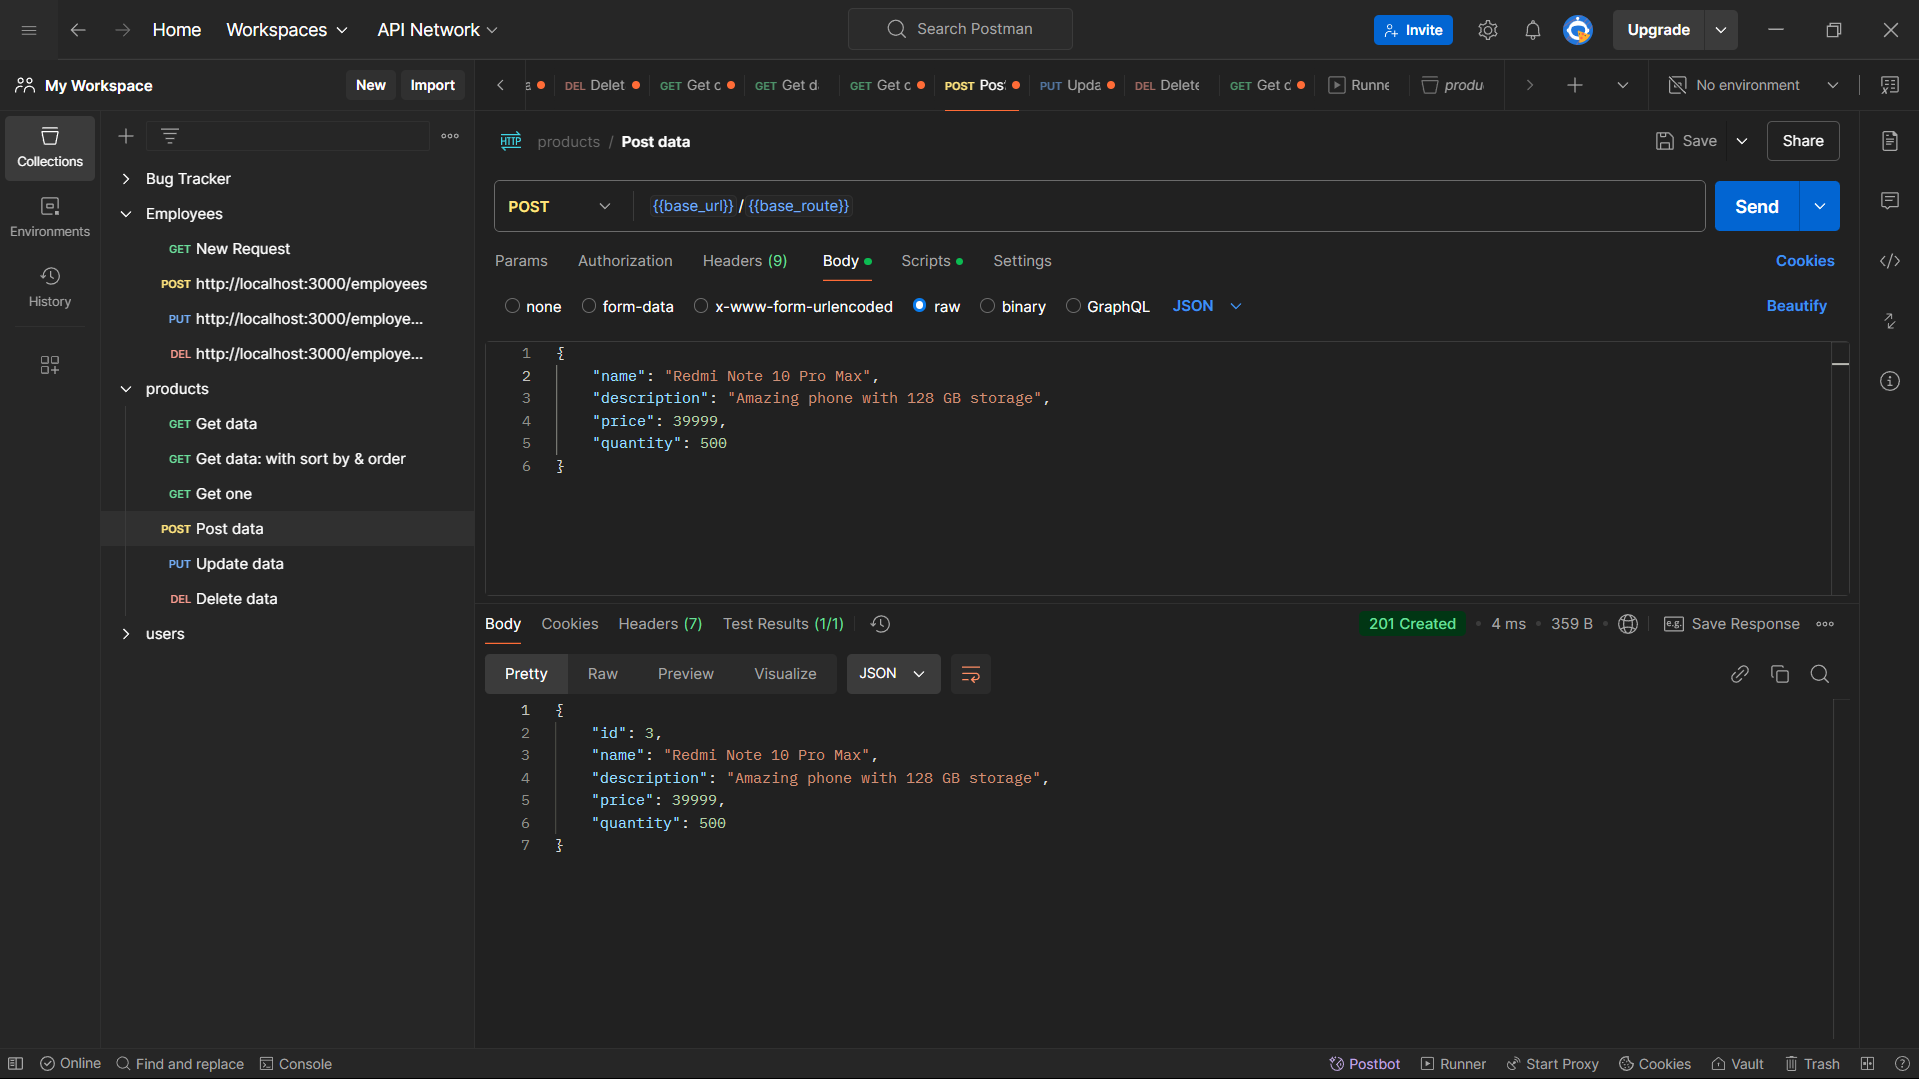 Home Workspaces API Network Search Postman Invite Upgrade
My Workspace New Import DEL Delet GET Get c GET Get d GET Get c POST Pos PUT Upda DEL Delete GET Get c Runne produ No environment
Collections
Environments
History
Bug Tracker
Employees
GET New Request
POST http://localhost:3000/employees
PUT http://localhost:3000/employe...
DEL http://localhost:3000/employe...
products
GET Get data
GET Get data: with sort by & order
GET Get one
POST Post data
PUT Update data
DEL Delete data
users
HTTP products / Post data Save Share
POST {{base_url}} / {{base_route}} Send
Params Authorization Headers (9) Body Scripts Settings Cookies
none form-data x-www-form-urlencoded raw binary GraphQL JSON Beautify
1 {
2 "name": "Redmi Note 10 Pro Max",
3 "description": "Amazing phone with 128 GB storage",
4 "price": 39999,
5 "quantity": 500
6 }
Body Cookies Headers (7) Test Results (1/1) 201 Created 4 ms 359 B e.g. Save Response
Pretty Raw Preview Visualize JSON
1 {
2 "id": 3,
3 "name": "Redmi Note 10 Pro Max",
4 "description": "Amazing phone with 128 GB storage",
5 "price": 39999,
6 "quantity": 500
7 }
Online Find and replace Console Postbot Runner Start Proxy Cookies Vault Trash